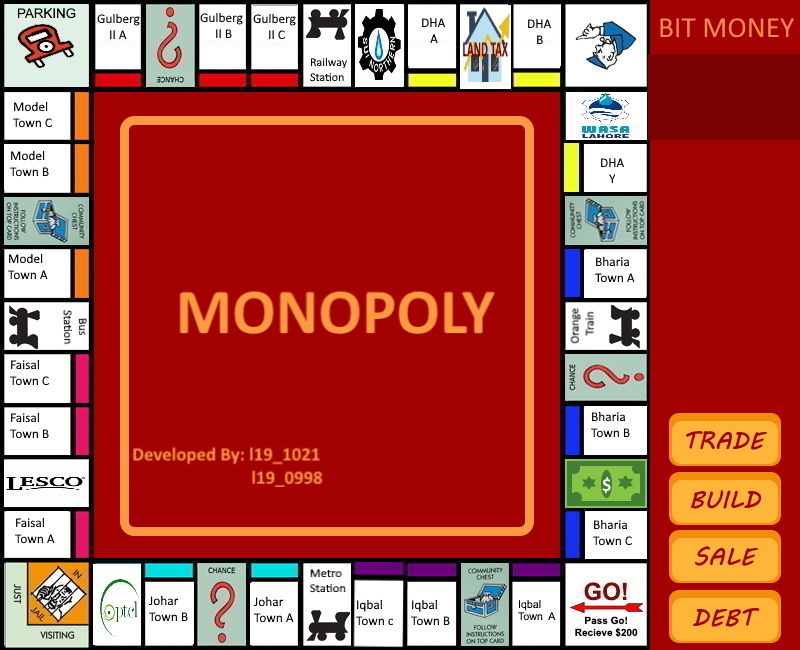 PARKING
Gulberg
II A
CHANCE
Gulberg
II B
Gulberg
II C
Railway
Station
SUI NORTHERN
DHA
A
LAND TAX
DHA
B
BIT MONEY
Model
Town C
WASA
LAHORE
Model
Town B
DHA
Y
COMMUNITY CHEST
FOLLOW
INSTRUCTIONS
ON TOP CARD
COMMUNITY CHEST
FOLLOW
INSTRUCTIONS
ON TOP CARD
Model
Town A
Bharia
Town A
Bus
Station
MONOPOLY
Orange
Train
Faisal
Town C
CHANCE
Faisal
Town B
Bharia
Town B
TRADE
Developed By: l19_1021
l19_0998
LESCO
$
BUILD
Faisal
Town A
Bharia
Town C
SALE
JUST
IN
JAIL
VISITING
optcl
Johar
Town B
CHANCE
Johar
Town A
Metro
Station
Iqbal
Town c
Iqbal
Town B
COMMUNITY
CHEST
FOLLOW
INSTRUCTIONS
ON TOP CARD
Iqbal
Town A
GO!
Pass Go!
Recieve $200
DEBT